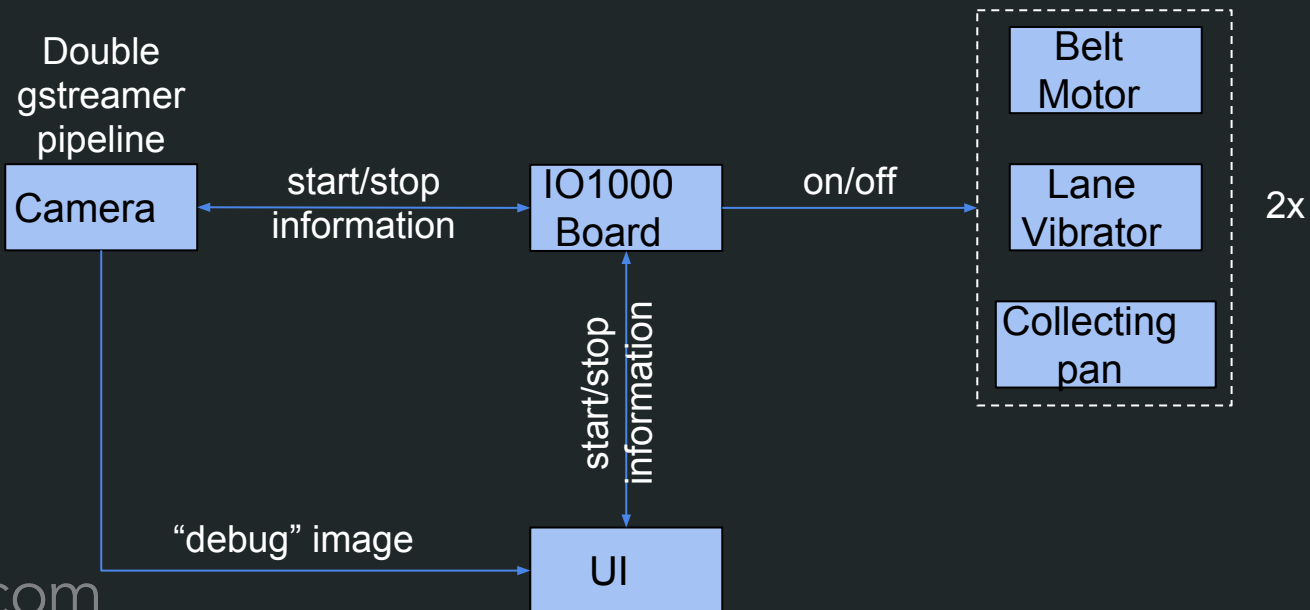 Double
gstreamer
pipeline
Camera
start/stop
information
IO1000
Board
on/off
Belt
Motor
Lane
Vibrator
Collecting
pan
2x
start/stop
information
“debug” image
UI
com